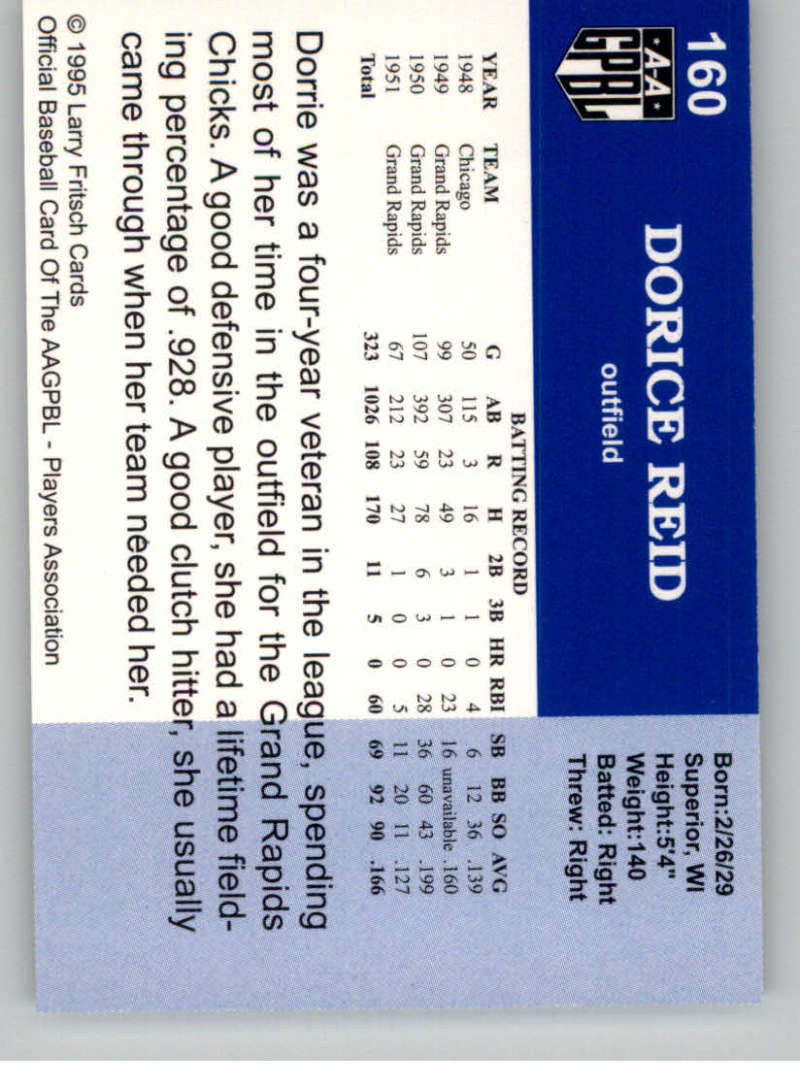 160
·A-A·
GPBL
DORICE REID
outfield
Born:2/26/29
Superior, WI
Height:5'4"
Weight:140
Batted: Right
Threw: Right
BATTING RECORD
YEAR TEAM G AB R H 2B 3B HR RBI SB BB SO AVG
1948 Chicago 50 115 3 16 1 1 0 4 6 12 36 .139
1949 Grand Rapids 99 307 23 49 3 1 0 23 16 unavailable .160
1950 Grand Rapids 107 392 59 78 6 3 0 28 36 60 43 .199
1951 Grand Rapids 67 212 23 27 1 0 0 5 11 20 11 .127
Total 323 1026 108 170 11 5 0 60 69 92 90 .166
Dorrie was a four-year veteran in the league, spending
most of her time in the outfield for the Grand Rapids
Chicks. A good defensive player, she had a lifetime field-
ing percentage of .928. A good clutch hitter, she usually
came through when her team needed her.
© 1995 Larry Fritsch Cards
Official Baseball Card Of The AAGPBL - Players Association